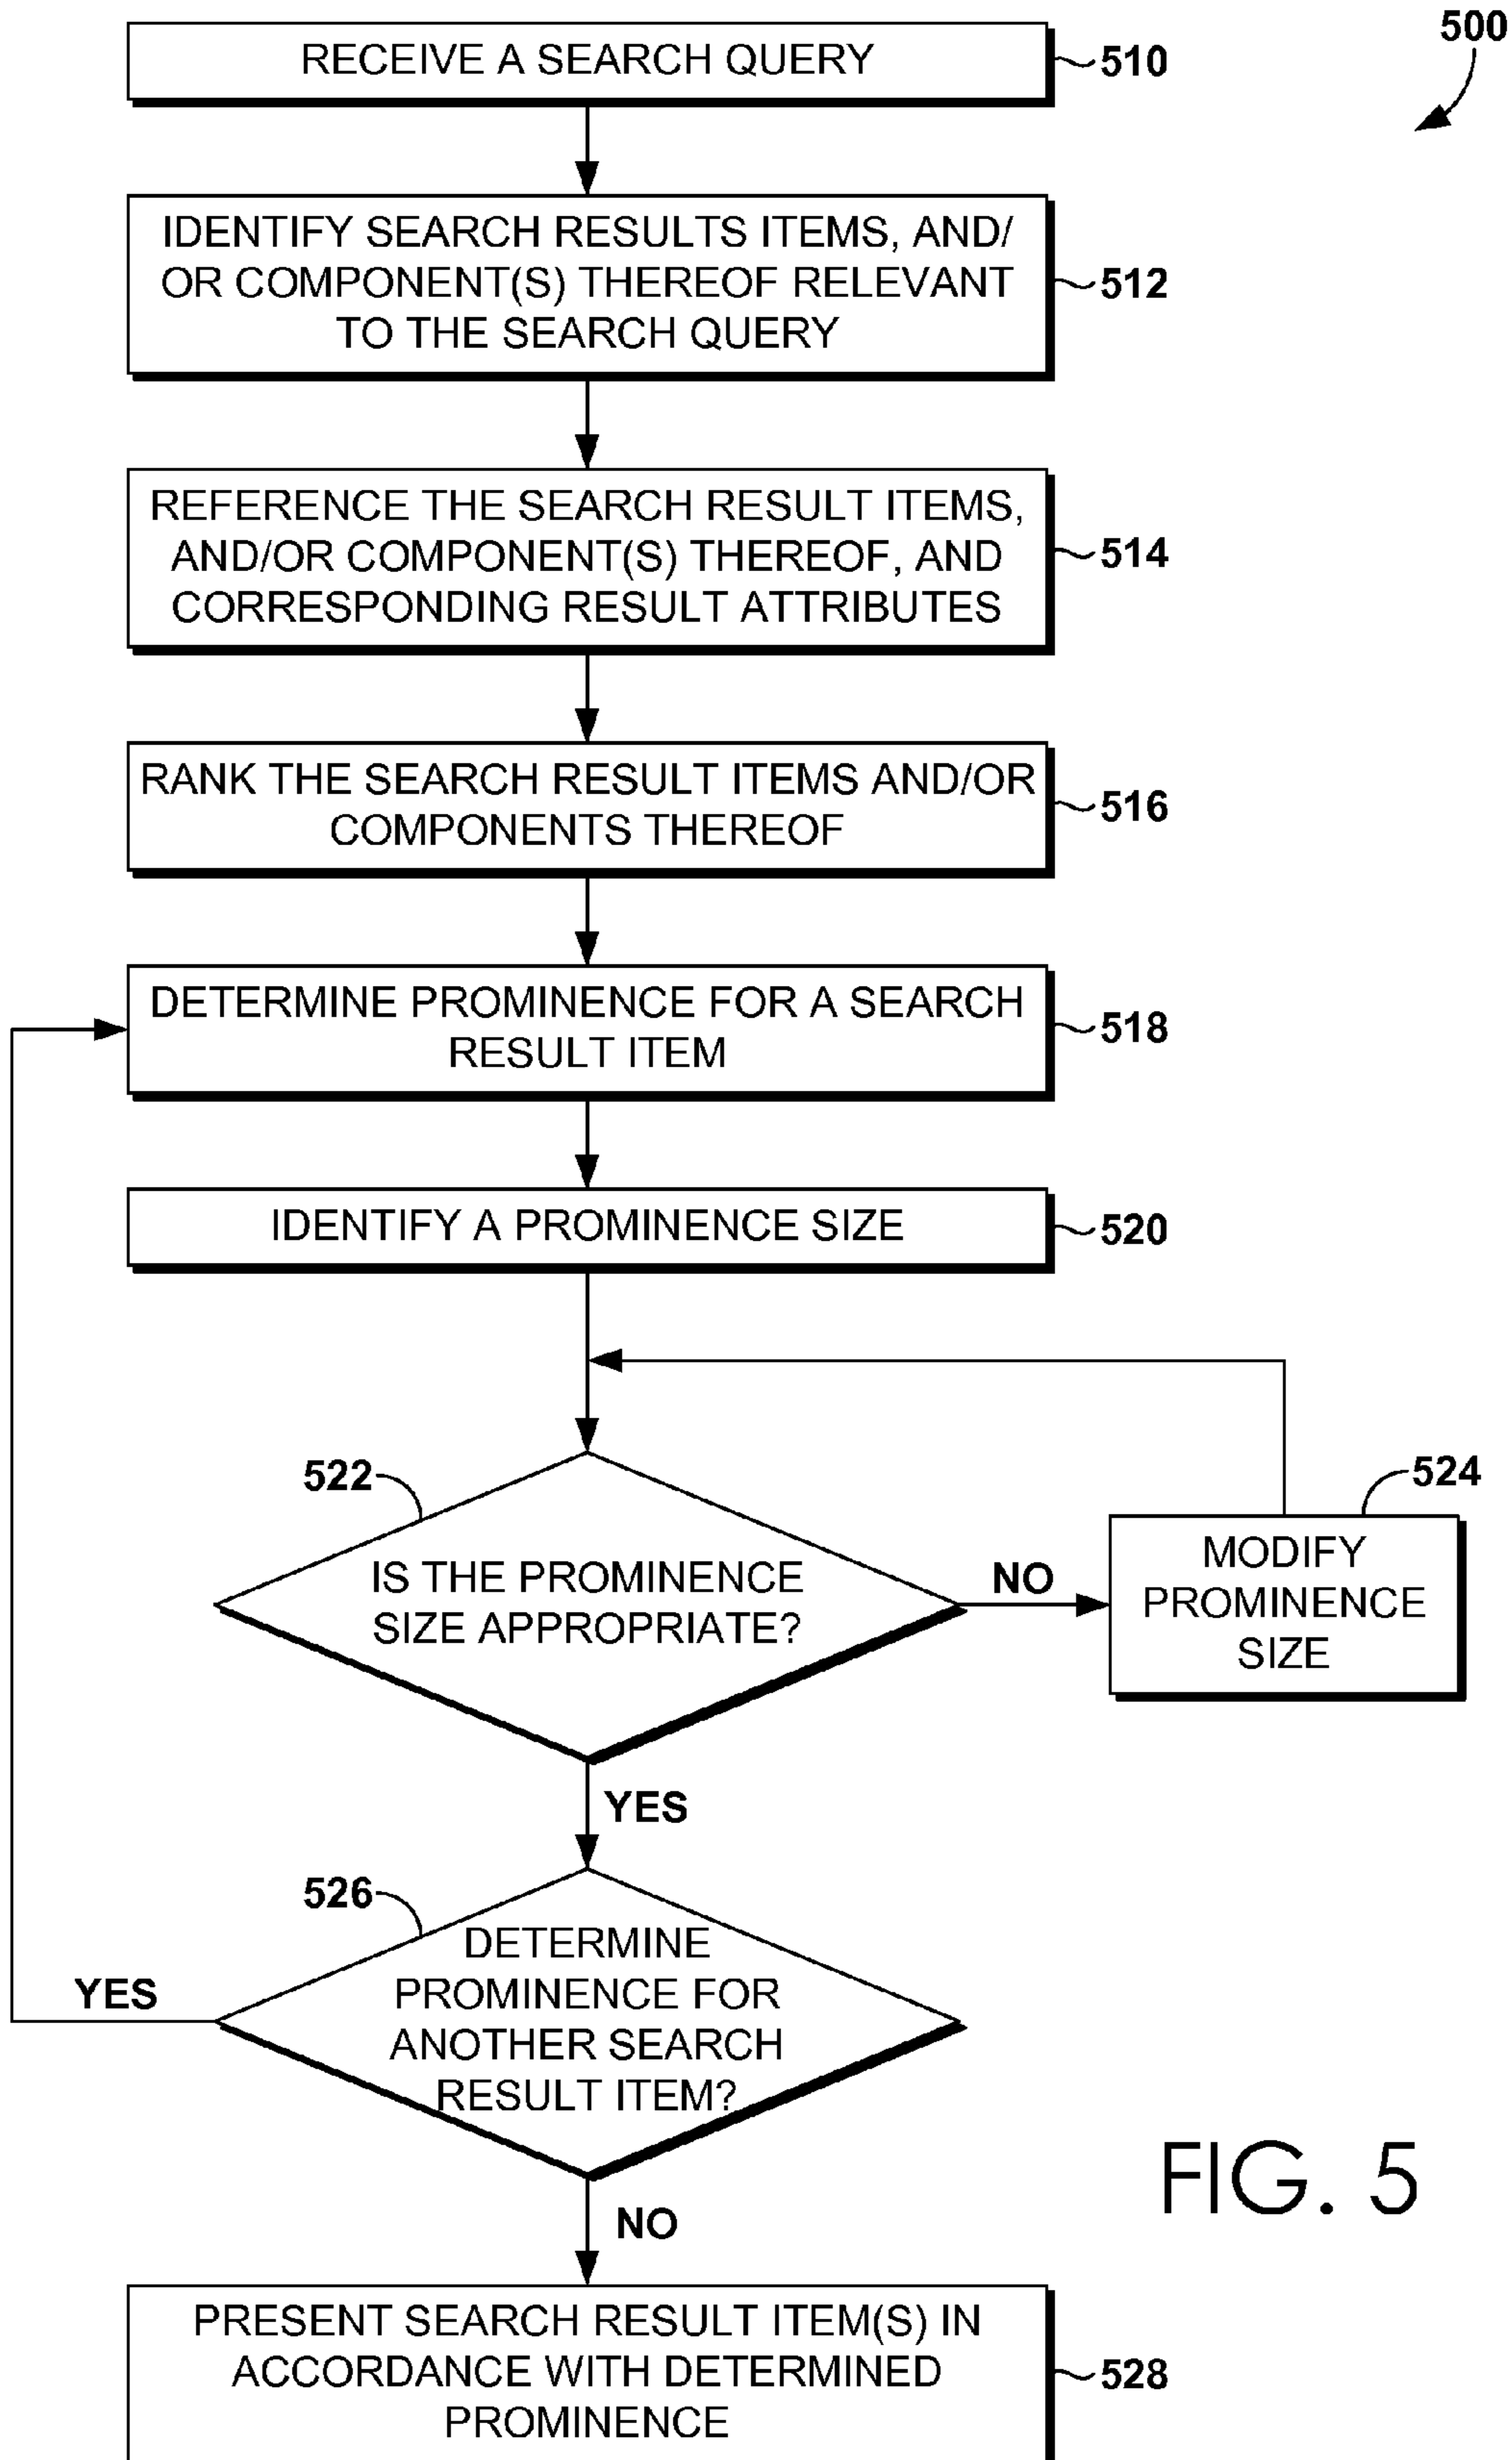 500
RECEIVE A SEARCH QUERY
510
IDENTIFY SEARCH RESULTS ITEMS, AND/
OR COMPONENT(S) THEREOF RELEVANT
TO THE SEARCH QUERY
512
REFERENCE THE SEARCH RESULT ITEMS,
AND/OR COMPONENT(S) THEREOF, AND
CORRESPONDING RESULT ATTRIBUTES
514
RANK THE SEARCH RESULT ITEMS AND/OR
COMPONENTS THEREOF
516
DETERMINE PROMINENCE FOR A SEARCH
RESULT ITEM
518
IDENTIFY A PROMINENCE SIZE
520
522
IS THE PROMINENCE
SIZE APPROPRIATE?
NO
524
MODIFY
PROMINENCE
SIZE
YES
526
DETERMINE
PROMINENCE FOR
ANOTHER SEARCH
RESULT ITEM?
YES
NO
PRESENT SEARCH RESULT ITEM(S) IN
ACCORDANCE WITH DETERMINED
PROMINENCE
528
FIG. 5